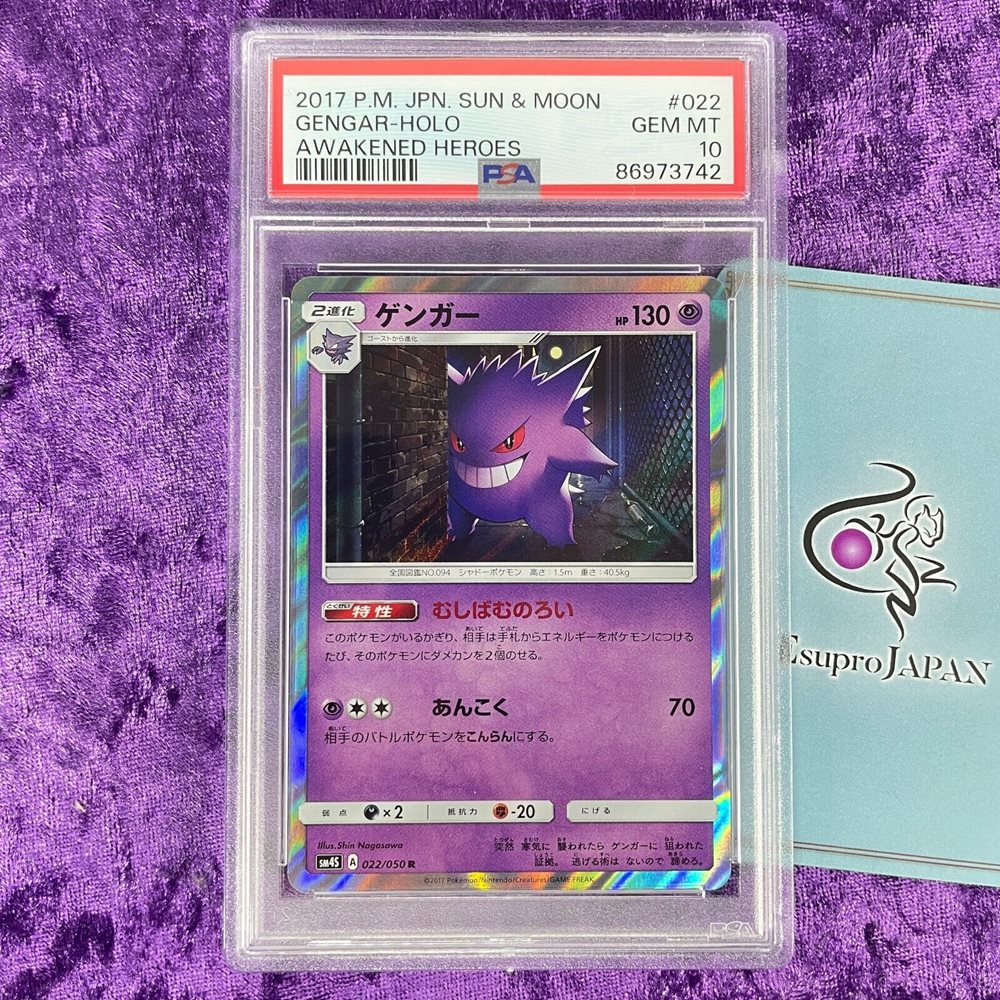 2017 P.M. JPN. SUN & MOON #022
GENGAR-HOLO GEM MT
AWAKENED HEROES 10
PSA 86973742
2進化 ゲンガー HP 130
ゴーストから進化
全国図鑑NO.094 シャドーポケモン 高さ：1.5m 重さ：40.5kg
とくせい
特性 むしばむのろい
このポケモンがいるかぎり、相手は手札からエネルギーをポケモンにつける
たび、そのポケモンにダメカンを2個のせる。
あんこく 70
相手のバトルポケモンをこんらんにする。
弱点 ×2 抵抗力 -20 にげる
Illus.Shin Nagasawa
突然 寒気に 襲われたら ゲンガーに 狙われた
証拠。 逃げる術は ないので 諦める。
SM4S A 022/050 R
©2017 Pokémon/Nintendo/Creatures/GAME FREAK
PSA
EsuproJAPAN